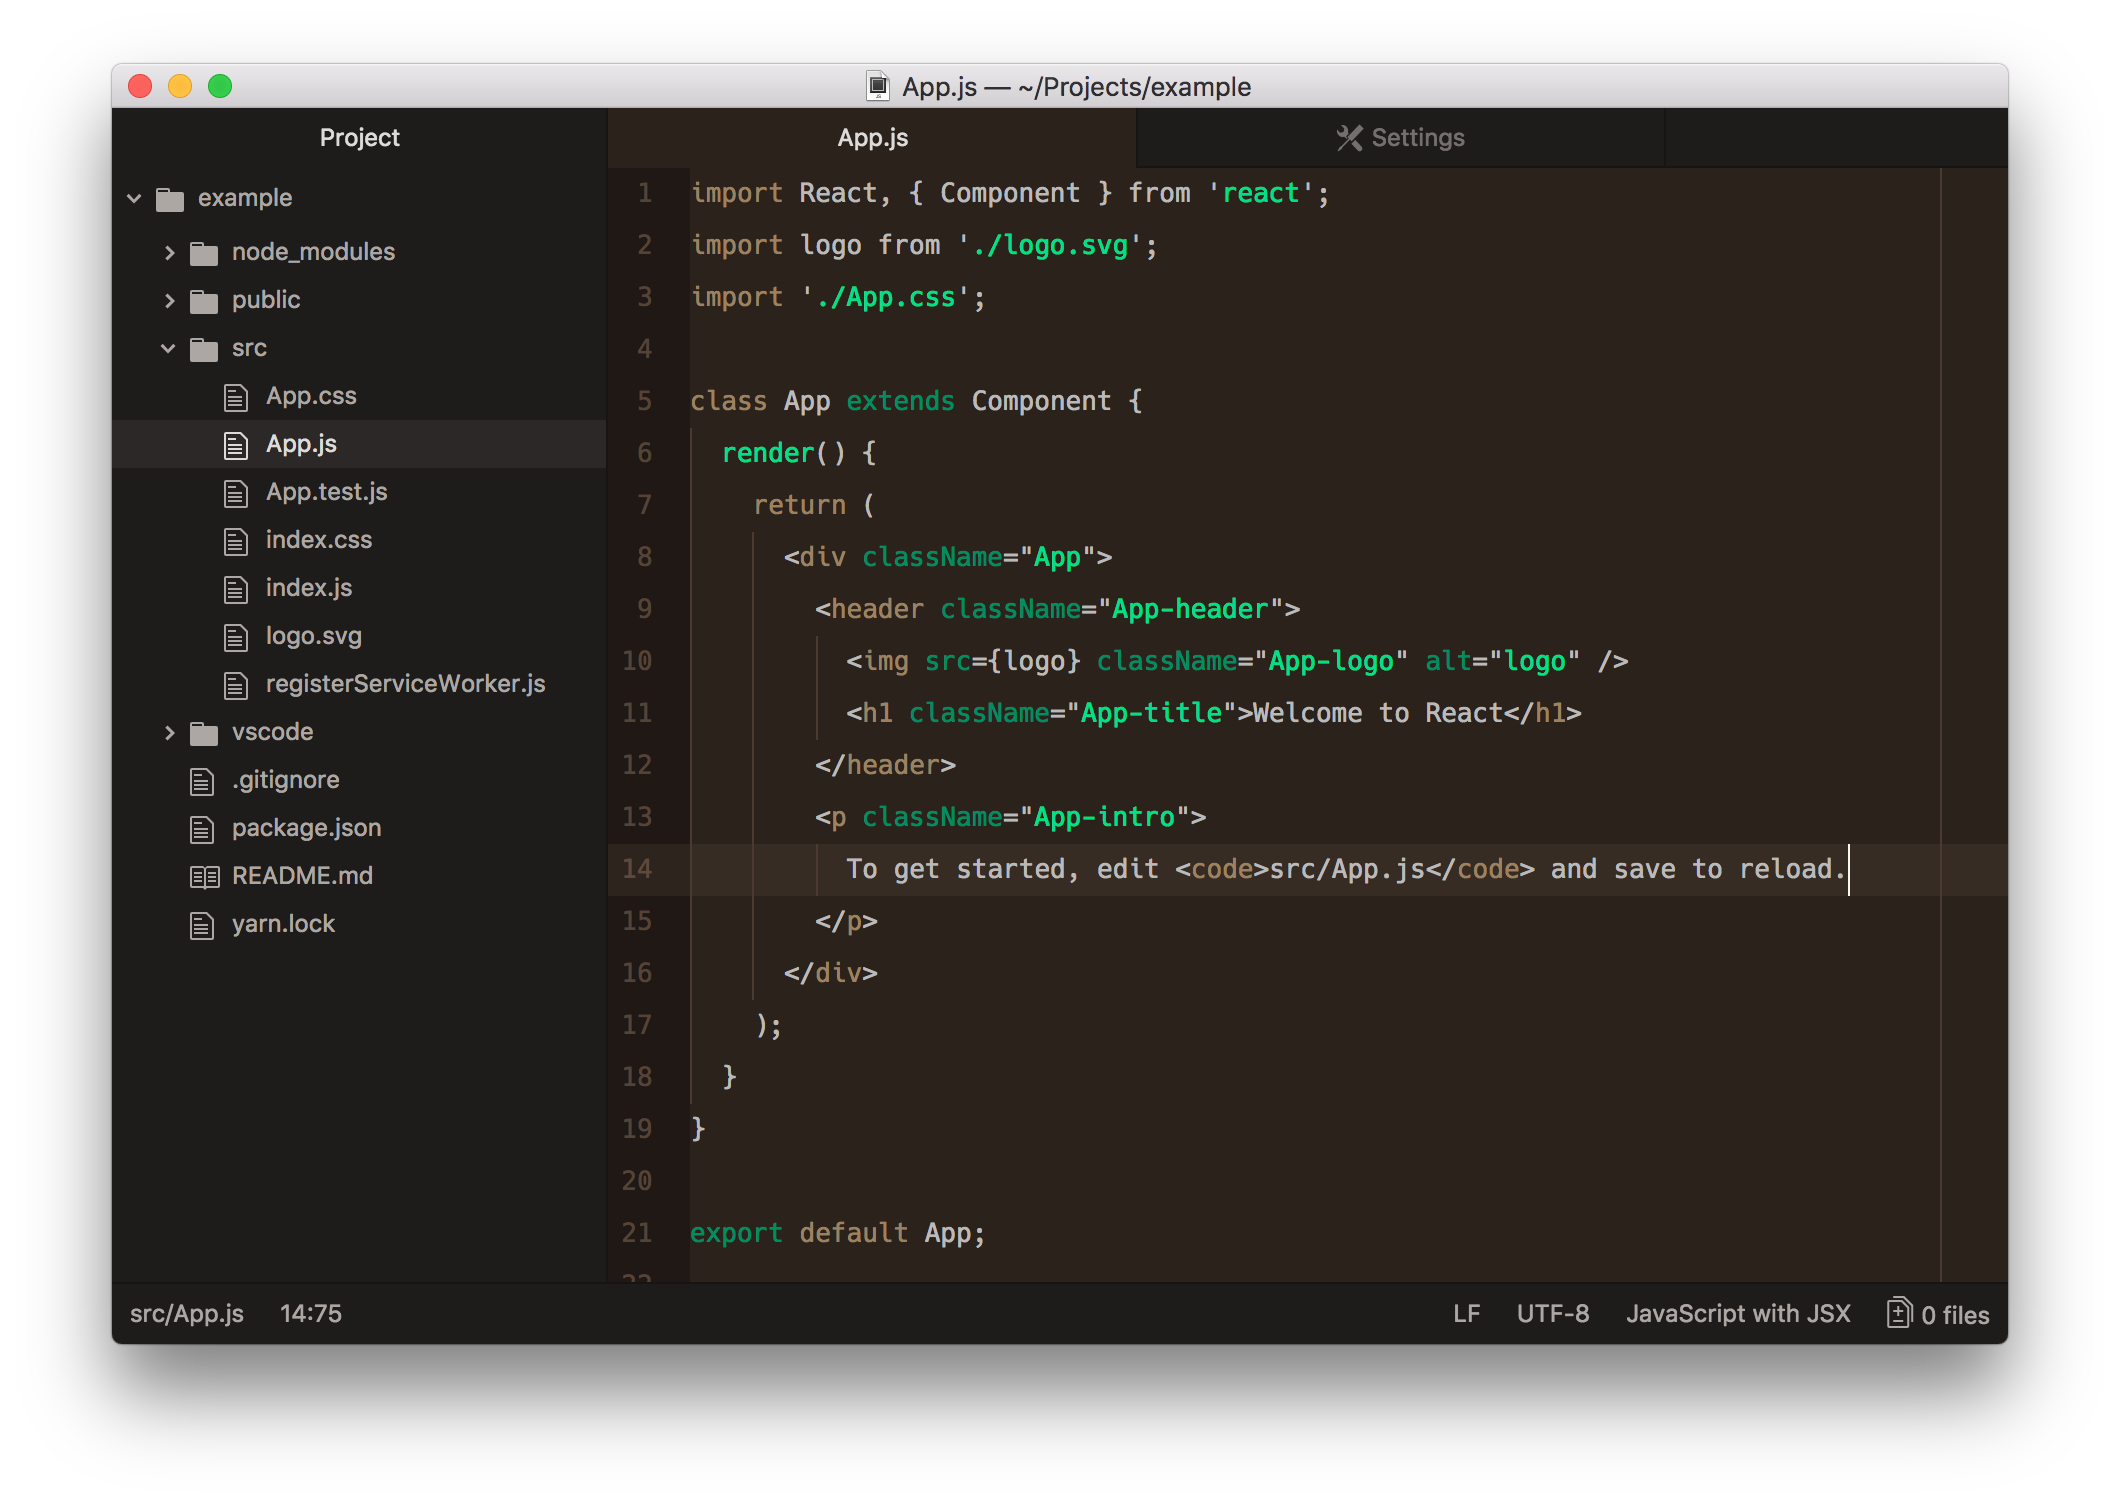 App.js — ~/Projects/example
Project
example
node_modules
public
src
App.css
App.js
App.test.js
index.css
index.js
logo.svg
registerServiceWorker.js
vscode
.gitignore
package.json
README.md
yarn.lock
App.js
Settings
1 import React, { Component } from 'react';
2 import logo from './logo.svg';
3 import './App.css';
4
5 class App extends Component {
6   render() {
7     return (
8       <div className="App">
9         <header className="App-header">
10           <img src={logo} className="App-logo" alt="logo" />
11           <h1 className="App-title">Welcome to React</h1>
12         </header>
13         <p className="App-intro">
14           To get started, edit <code>src/App.js</code> and save to reload.
15         </p>
16       </div>
17     );
18   }
19 }
20
21 export default App;
22
src/App.js 14:75 LF UTF-8 JavaScript with JSX 0 files